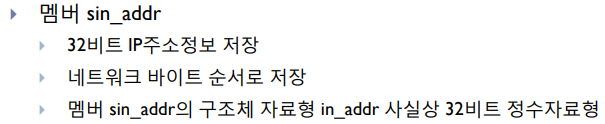 멤버 sin_addr
32비트 IP주소정보 저장
네트워크 바이트 순서로 저장
멤버 sin_addr의 구조체 자료형 in_addr 사실상 32비트 정수자료형